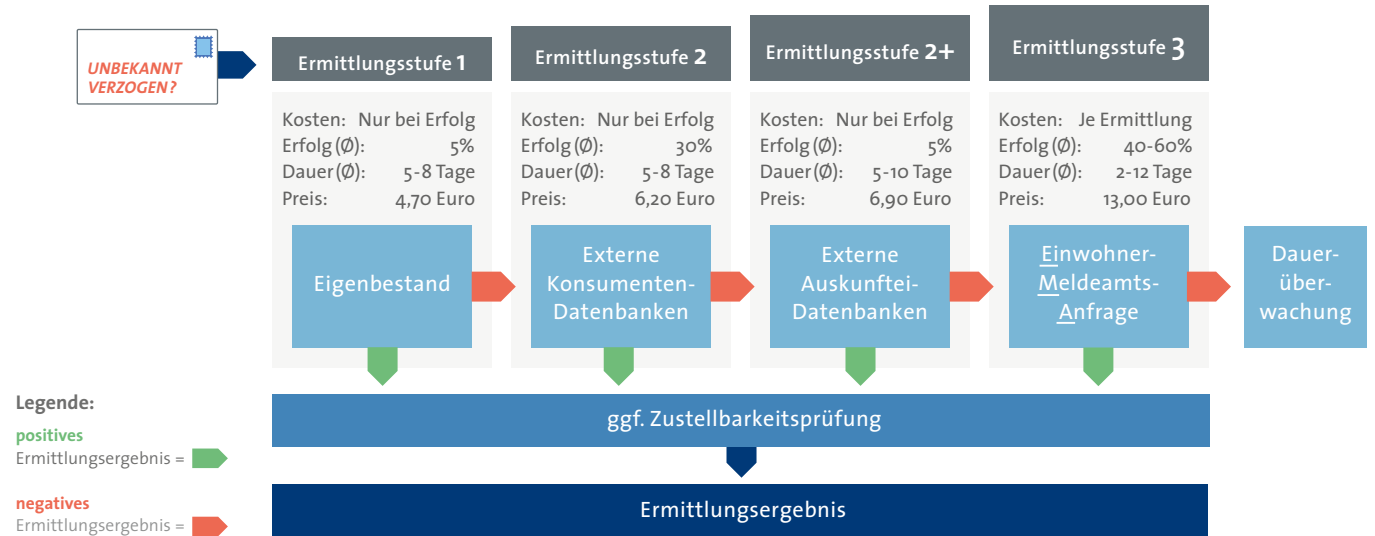 UNBEKANNT
VERZOGEN?
Ermittlungsstufe 1
Kosten: Nur bei Erfolg
Erfolg (Ø): 5%
Dauer (Ø): 5-8 Tage
Preis: 4,70 Euro
Eigenbestand
Ermittlungsstufe 2
Kosten: Nur bei Erfolg
Erfolg (Ø): 30%
Dauer (Ø): 5-8 Tage
Preis: 6,20 Euro
Externe
Konsumenten-
Datenbanken
Ermittlungsstufe 2+
Kosten: Nur bei Erfolg
Erfolg (Ø): 5%
Dauer (Ø): 5-10 Tage
Preis: 6,90 Euro
Externe
Auskunftei-
Datenbanken
Ermittlungsstufe 3
Kosten: Je Ermittlung
Erfolg (Ø): 40-60%
Dauer (Ø): 2-12 Tage
Preis: 13,00 Euro
Einwohner-
Meldeamts-
Anfrage
Dauer-
über-
wachung
ggf. Zustellbarkeitsprüfung
Ermittlungsergebnis
Legende:
positives
Ermittlungsergebnis =
negatives
Ermittlungsergebnis =